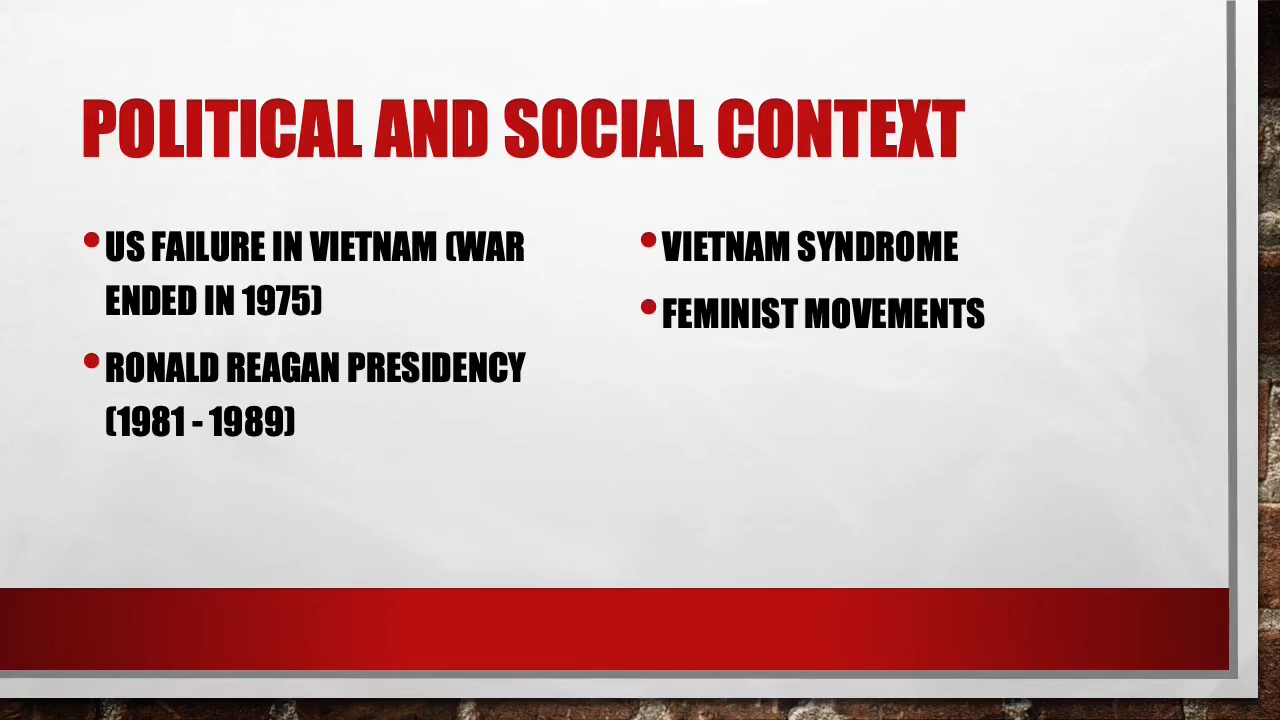 POLITICAL AND SOCIAL CONTEXT
•US FAILURE IN VIETNAM (WAR
ENDED IN 1975)
•RONALD REAGAN PRESIDENCY
(1981 - 1989)
•VIETNAM SYNDROME
•FEMINIST MOVEMENTS